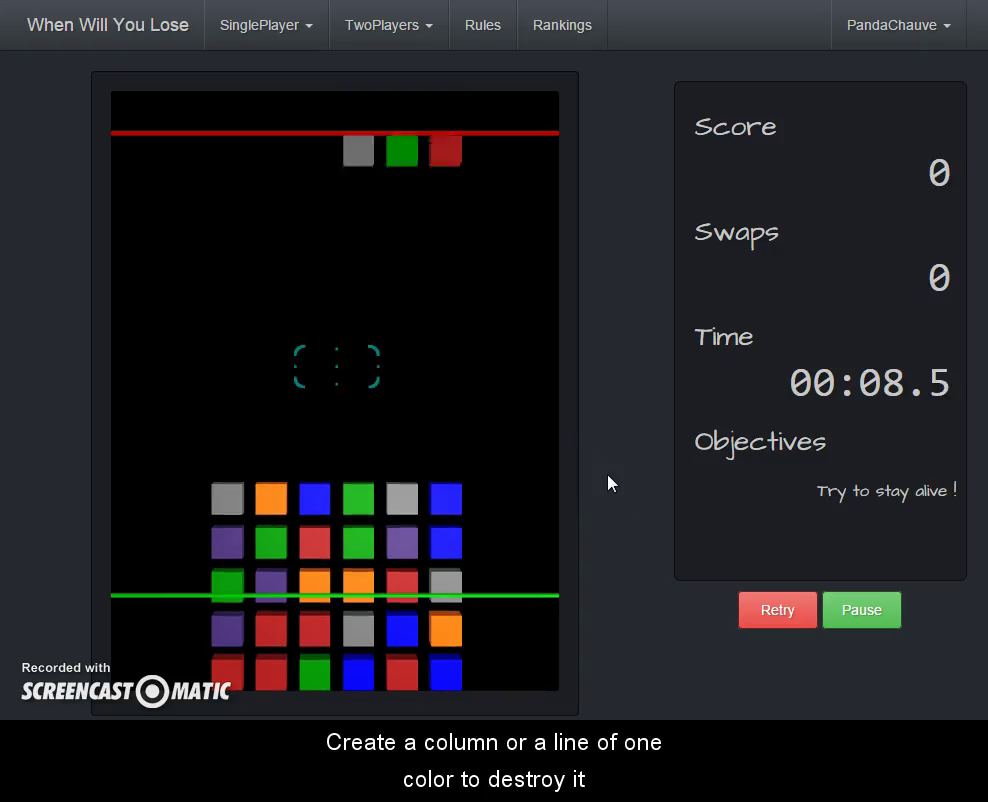 When Will You Lose
SinglePlayer
TwoPlayers
Rules
Rankings
PandaChauve
Score
0
Swaps
0
Time
00:08.5
Objectives
Try to stay alive !
Retry
Pause
Recorded with
SCREENCAST-O-MATIC
Create a column or a line of one
color to destroy it